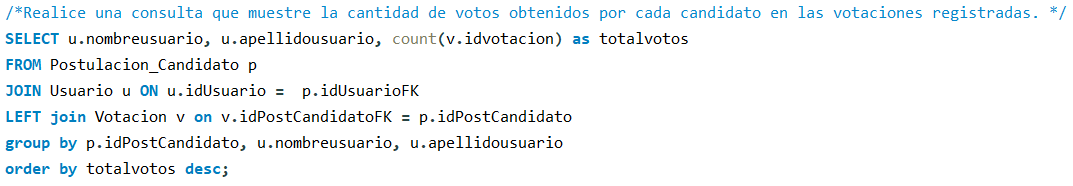 /*Realice una consulta que muestre la cantidad de votos obtenidos por cada candidato en las votaciones registradas. */
SELECT u.nombreusuario, u.apellidousuario, count(v.idvotacion) as totalvotos
FROM Postulacion_Candidato p
JOIN Usuario u ON u.idUsuario =  p.idUsuarioFK
LEFT join Votacion v on v.idPostCandidatoFK = p.idPostCandidato
group by p.idPostCandidato, u.nombreusuario, u.apellidousuario
order by totalvotos desc;